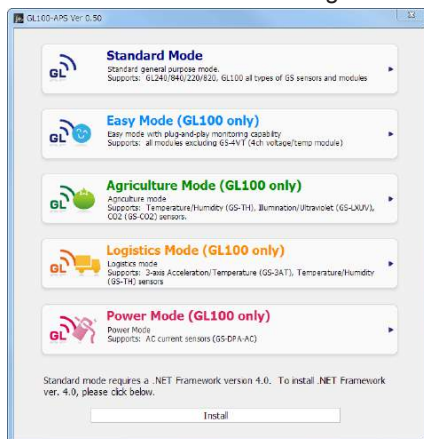 GL100-APS Ver 0.50
GL
Standard Mode
Standard general purpose mode.
Supports: GL240/840/220/820, GL100 all types of GS sensors and modules
GL
Easy Mode (GL100 only)
Easy mode with plug-and-play monitoring capability
Supports: all modules excluding GS-4VT (4ch voltage/temp module)
GL
Agriculture Mode (GL100 only)
Agriculture mode
Supports: Temperature/Humidity (GS-TH), Illumination/Ultraviolet (GS-LXUV),
CO2 (GS-CO2) sensors.
GL
Logistics Mode (GL100 only)
Logistics mode
Supports: 3-axis Acceleration/Temperature (GS-3AT), Temperature/Humidity
(GS-TH) sensors
GL
Power Mode (GL100 only)
Power Mode
Supports: AC current sensors (GS-DPA-AC)
Standard mode requires a .NET Framework version 4.0. To install .NET Framework
ver. 4.0, please click below.
Install